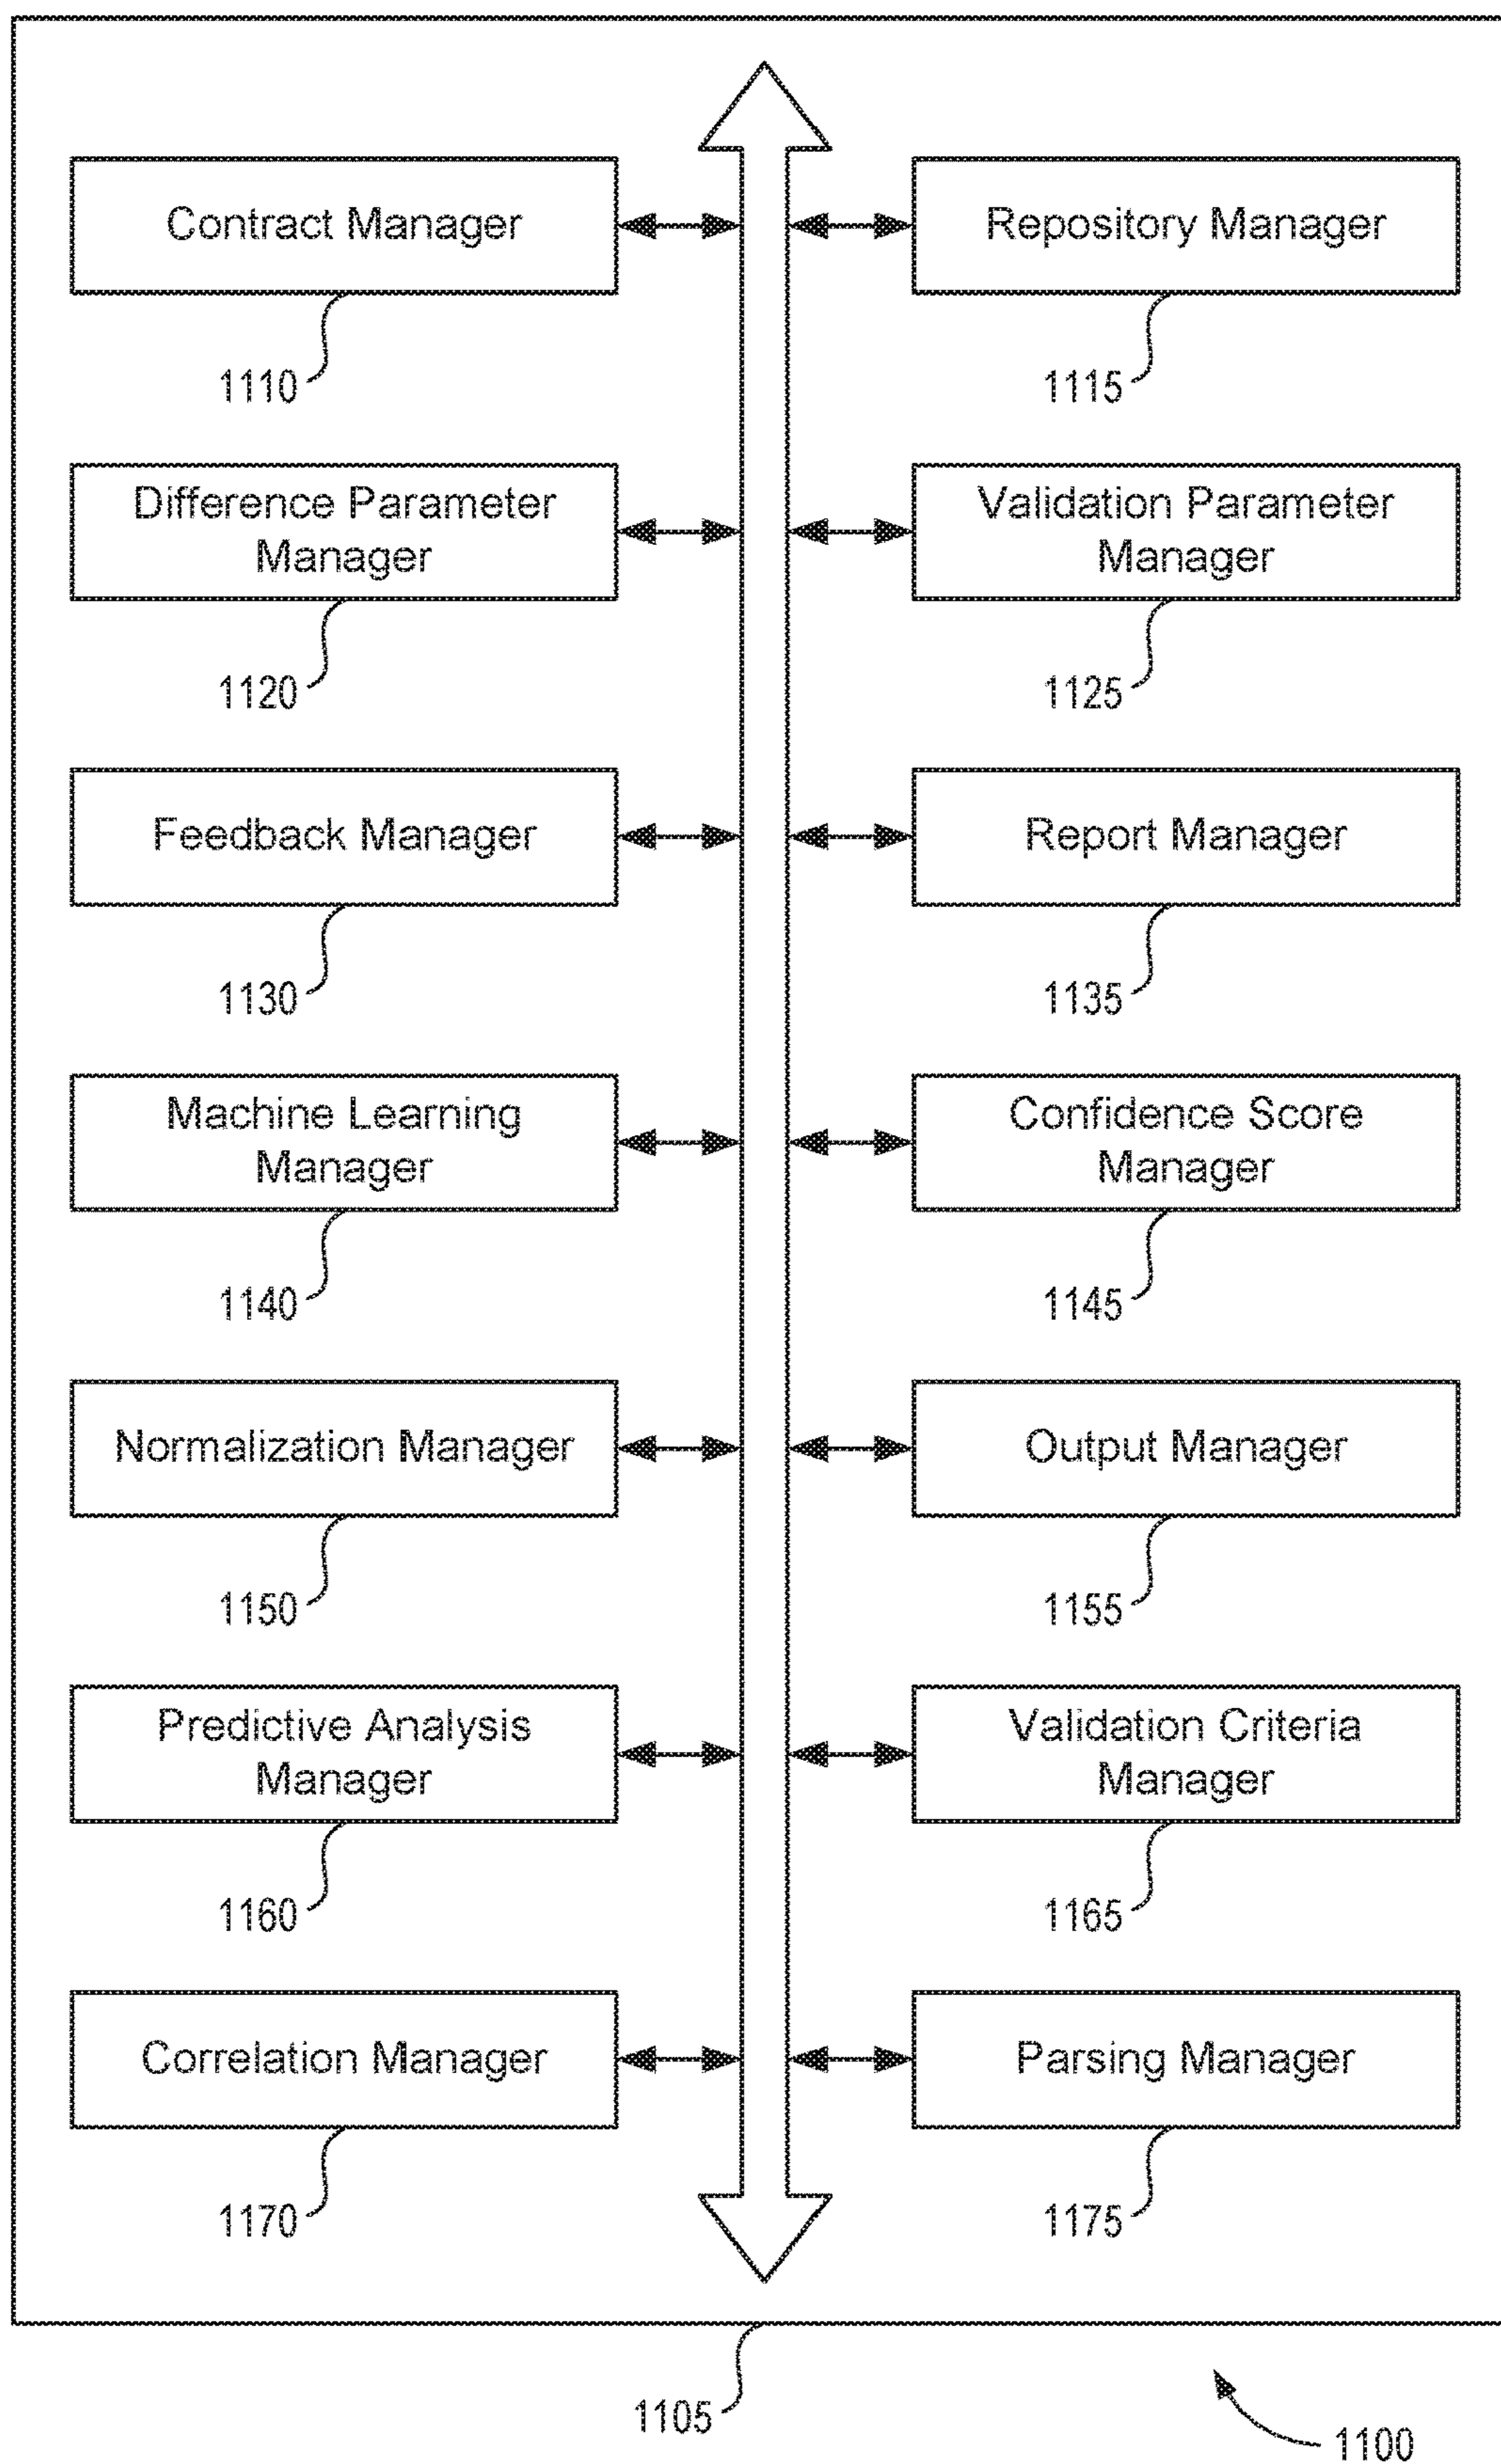 Contract Manager
Repository Manager
1110
1115
Difference Parameter
Manager
Validation Parameter
Manager
1120
1125
Feedback Manager
Report Manager
1130
1135
Machine Learning
Manager
Confidence Score
Manager
1140
1145
Normalization Manager
Output Manager
1150
1155
Predictive Analysis
Manager
Validation Criteria
Manager
1160
1165
Correlation Manager
Parsing Manager
1170
1175
1105
1100